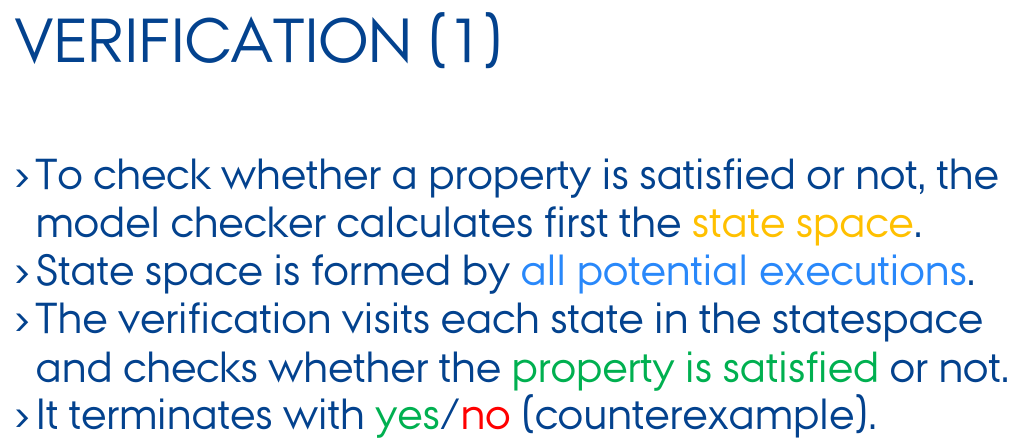 VERIFICATION (1)
› To check whether a property is satisfied or not, the
model checker calculates first the state space.
› State space is formed by all potential executions.
› The verification visits each state in the statespace
and checks whether the property is satisfied or not.
› It terminates with yes/no (counterexample).